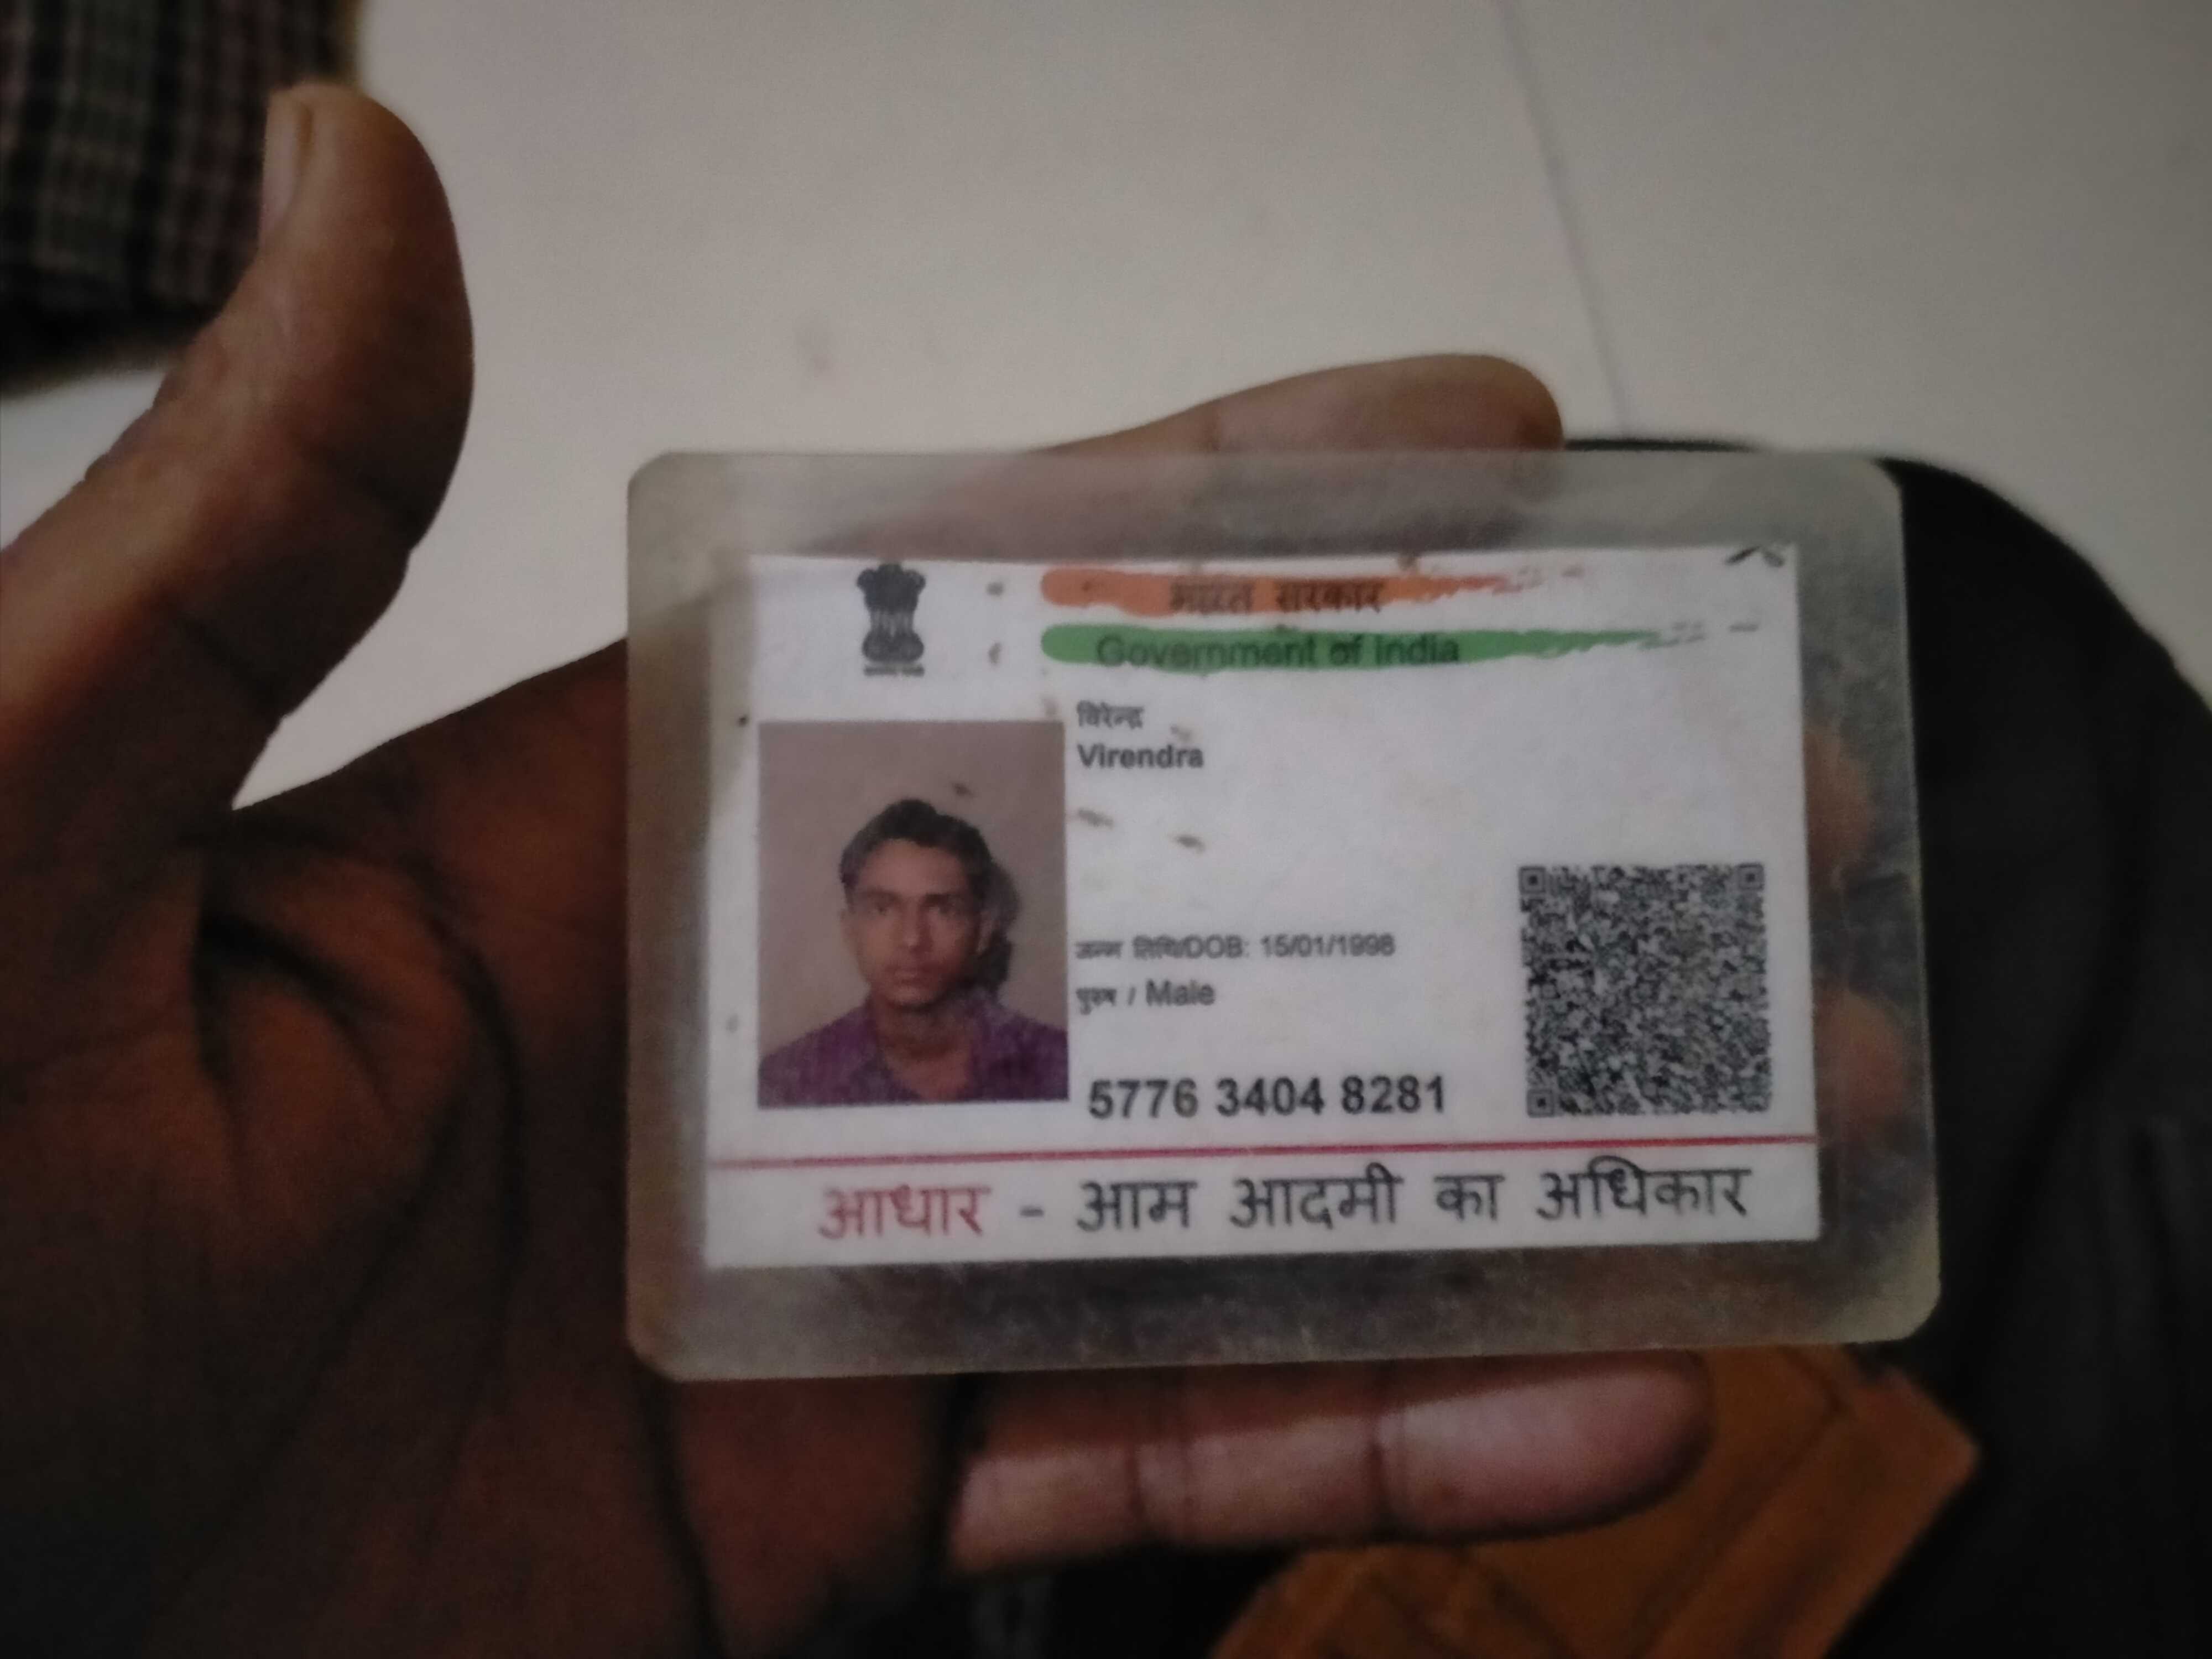 भारत सरकार
Government of India
विरेन्द्र
Virendra
जन्म तिथि/DOB: 15/01/1998
पुरुष / Male
5776 3404 8281
आधार - आम आदमी का अधिकार